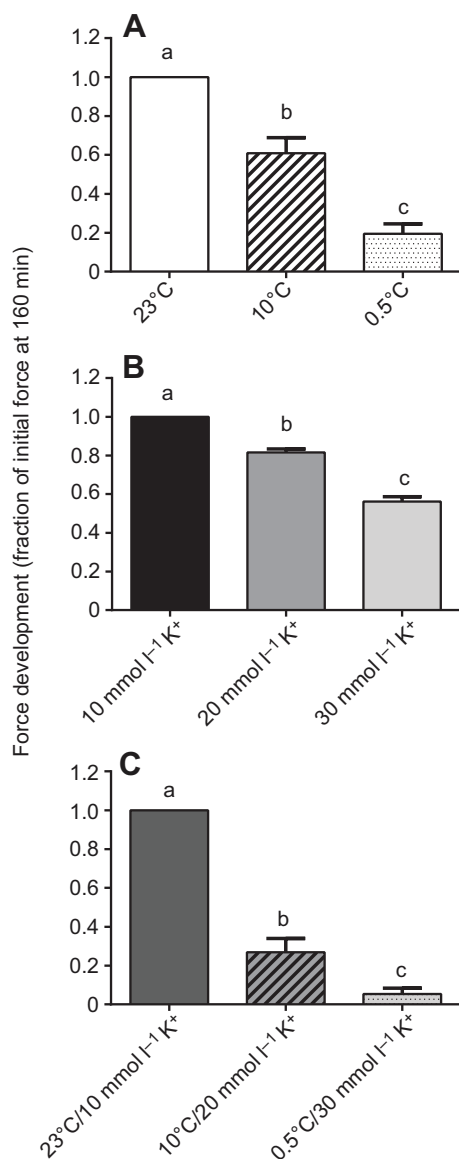 Force development (fraction of initial force at 160 min)
A
1.2
1.0
0.8
0.6
0.4
0.2
0
a
b
c
23°C
10°C
0.5°C
B
1.2
1.0
0.8
0.6
0.4
0.2
0
a
b
c
10 mmol l⁻¹ K⁺
20 mmol l⁻¹ K⁺
30 mmol l⁻¹ K⁺
C
1.2
1.0
0.8
0.6
0.4
0.2
0
a
b
c
23°C/10 mmol l⁻¹ K⁺
10°C/20 mmol l⁻¹ K⁺
0.5°C/30 mmol l⁻¹ K⁺